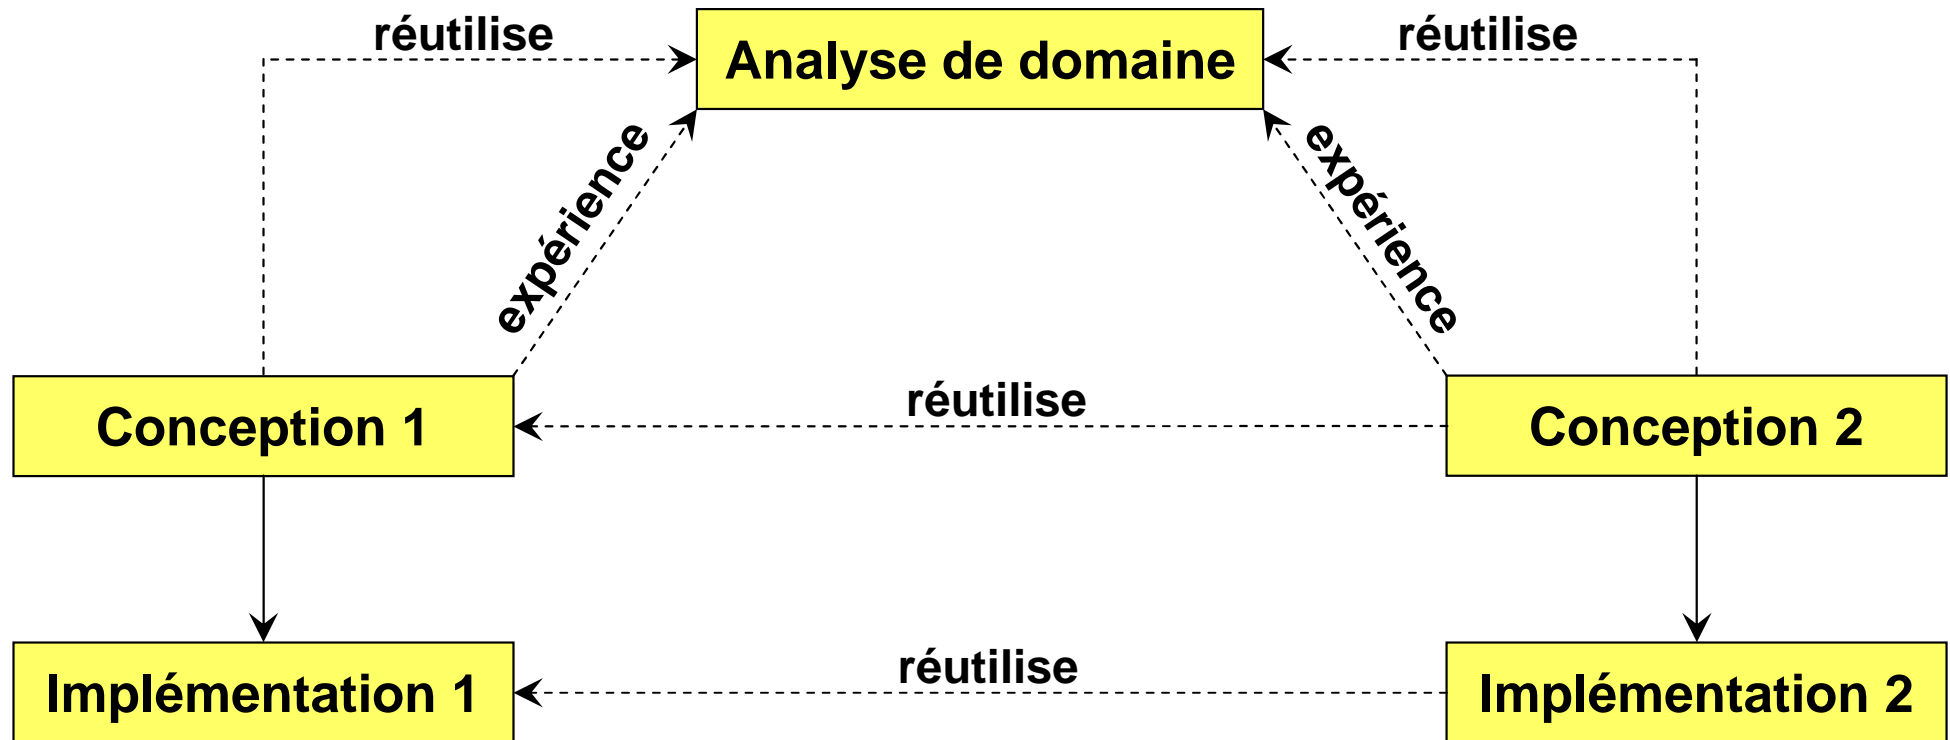 réutilise
Analyse de domaine
réutilise
expérience
expérience
Conception 1
réutilise
Conception 2
Implémentation 1
réutilise
Implémentation 2